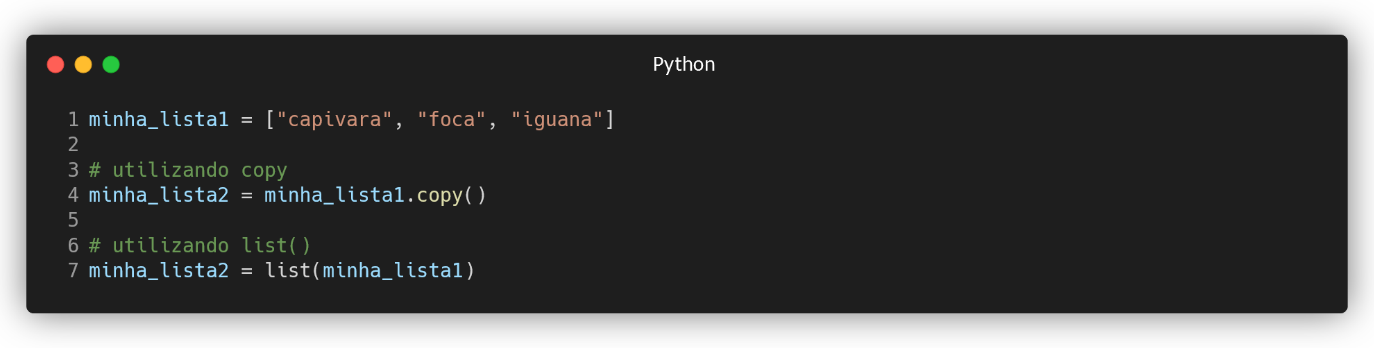 Python
1 minha_lista1 = ["capivara", "foca", "iguana"]
2
3 # utilizando copy
4 minha_lista2 = minha_lista1.copy()
5
6 # utilizando list()
7 minha_lista2 = list(minha_lista1)